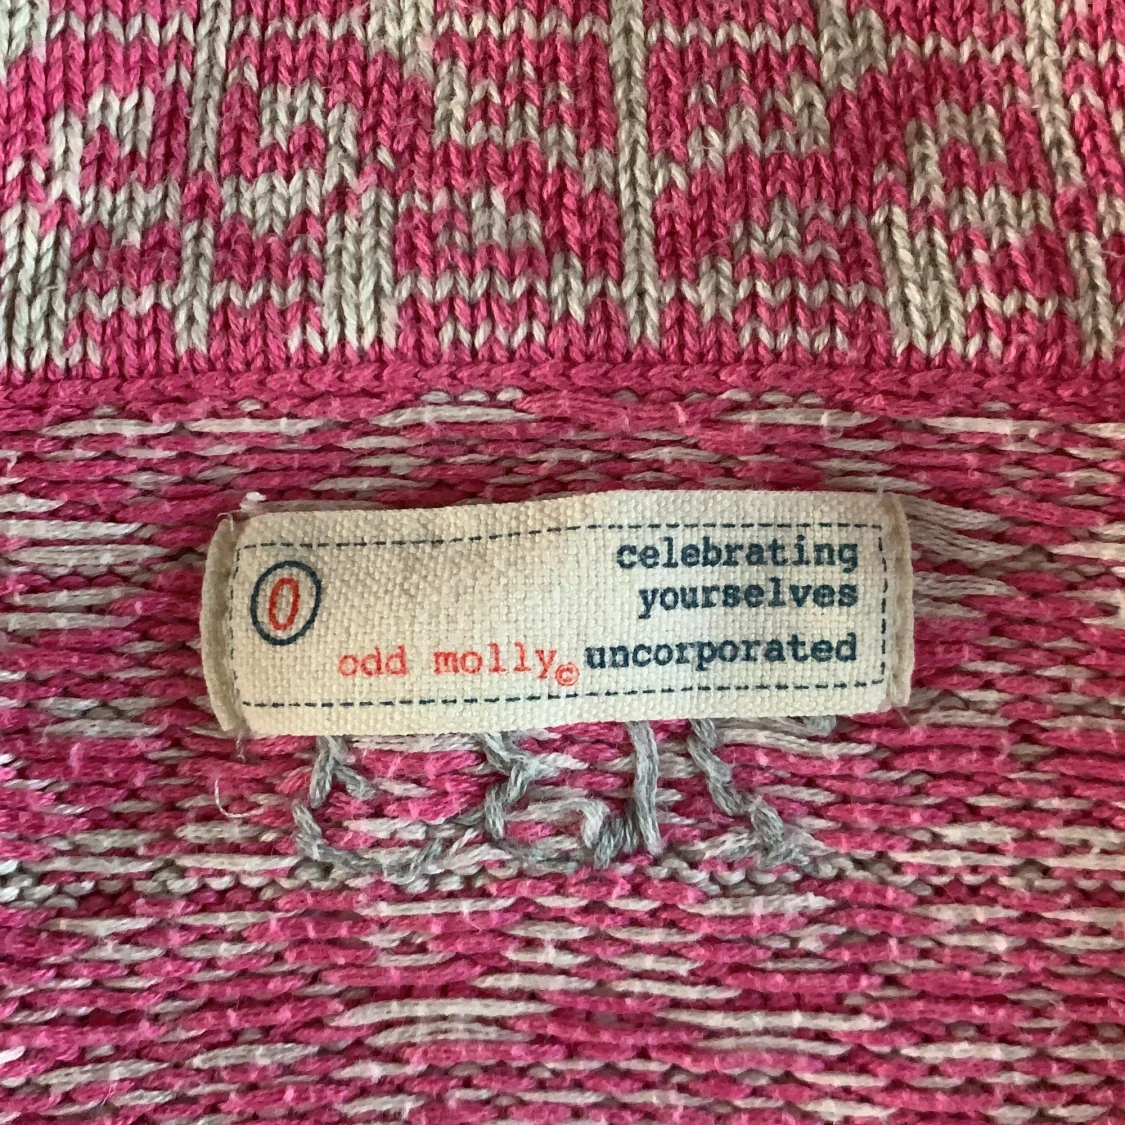 0
celebrating
yourselves
odd molly© uncorporated